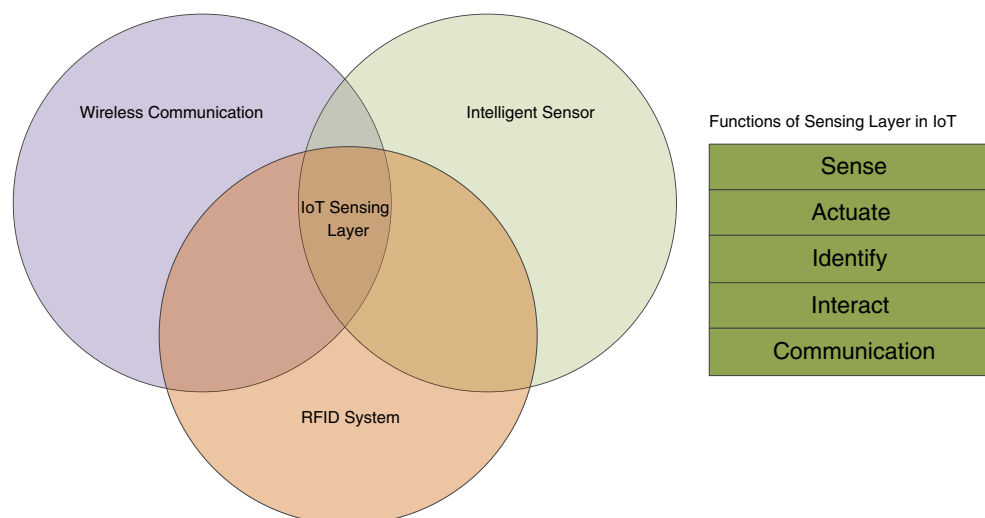 Wireless Communication
Intelligent Sensor
IoT Sensing
Layer
RFID System
Functions of Sensing Layer in IoT
Sense
Actuate
Identify
Interact
Communication